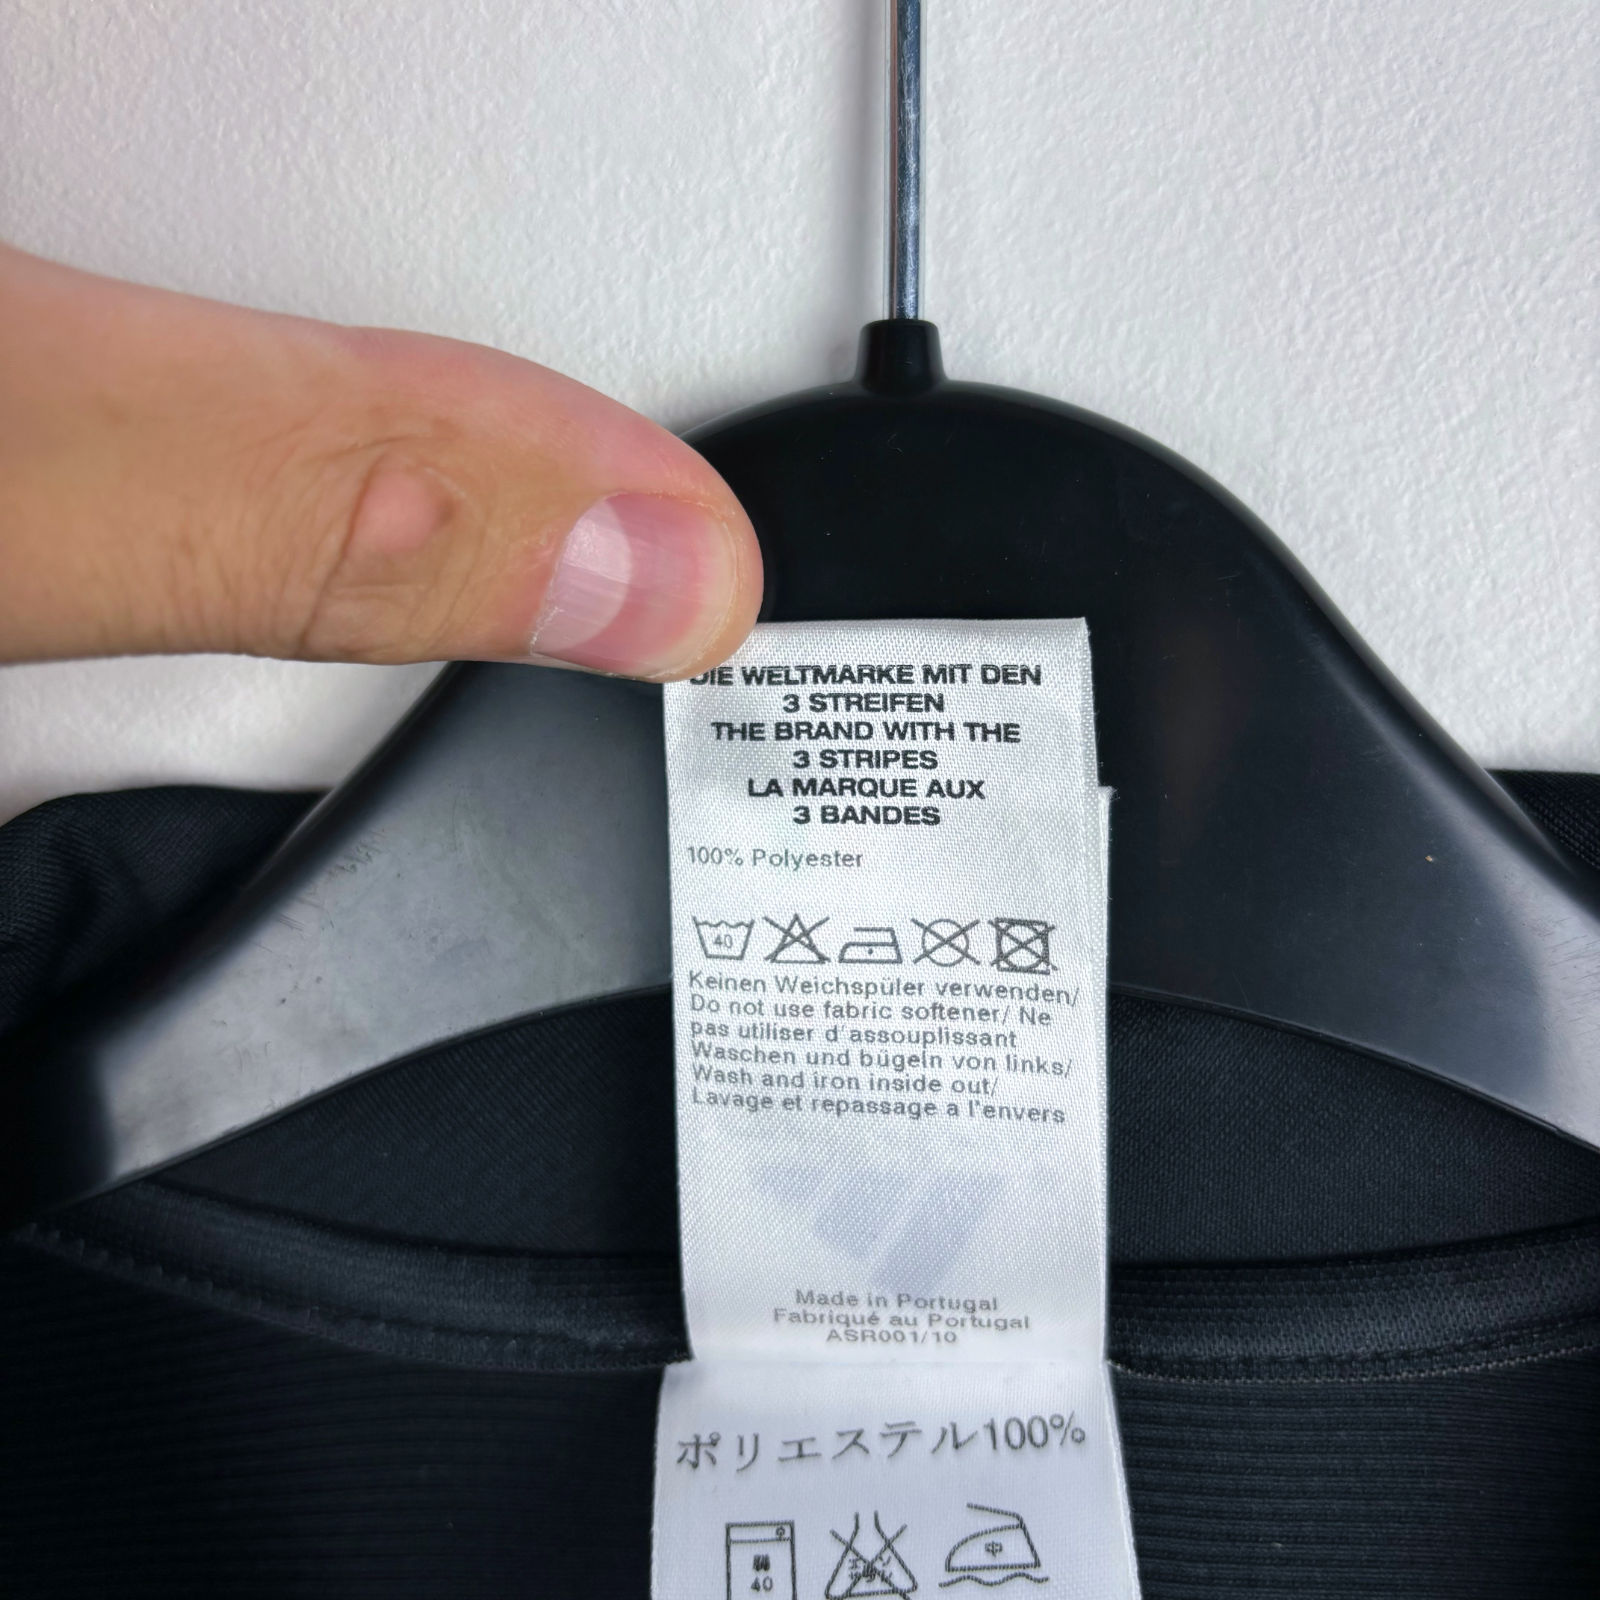 DIE WELTMARKE MIT DEN
3 STREIFEN
THE BRAND WITH THE
3 STRIPES
LA MARQUE AUX
3 BANDES
100% Polyester
40
Keinen Weichspüler verwenden/
Do not use fabric softener/ Ne
pas utiliser d'assouplissant
Waschen und bügeln von links/
Wash and iron inside out/
Lavage et repassage a l'envers
Made in Portugal
Fabriqué au Portugal
ASR001/10
ポリエステル100%
40
中